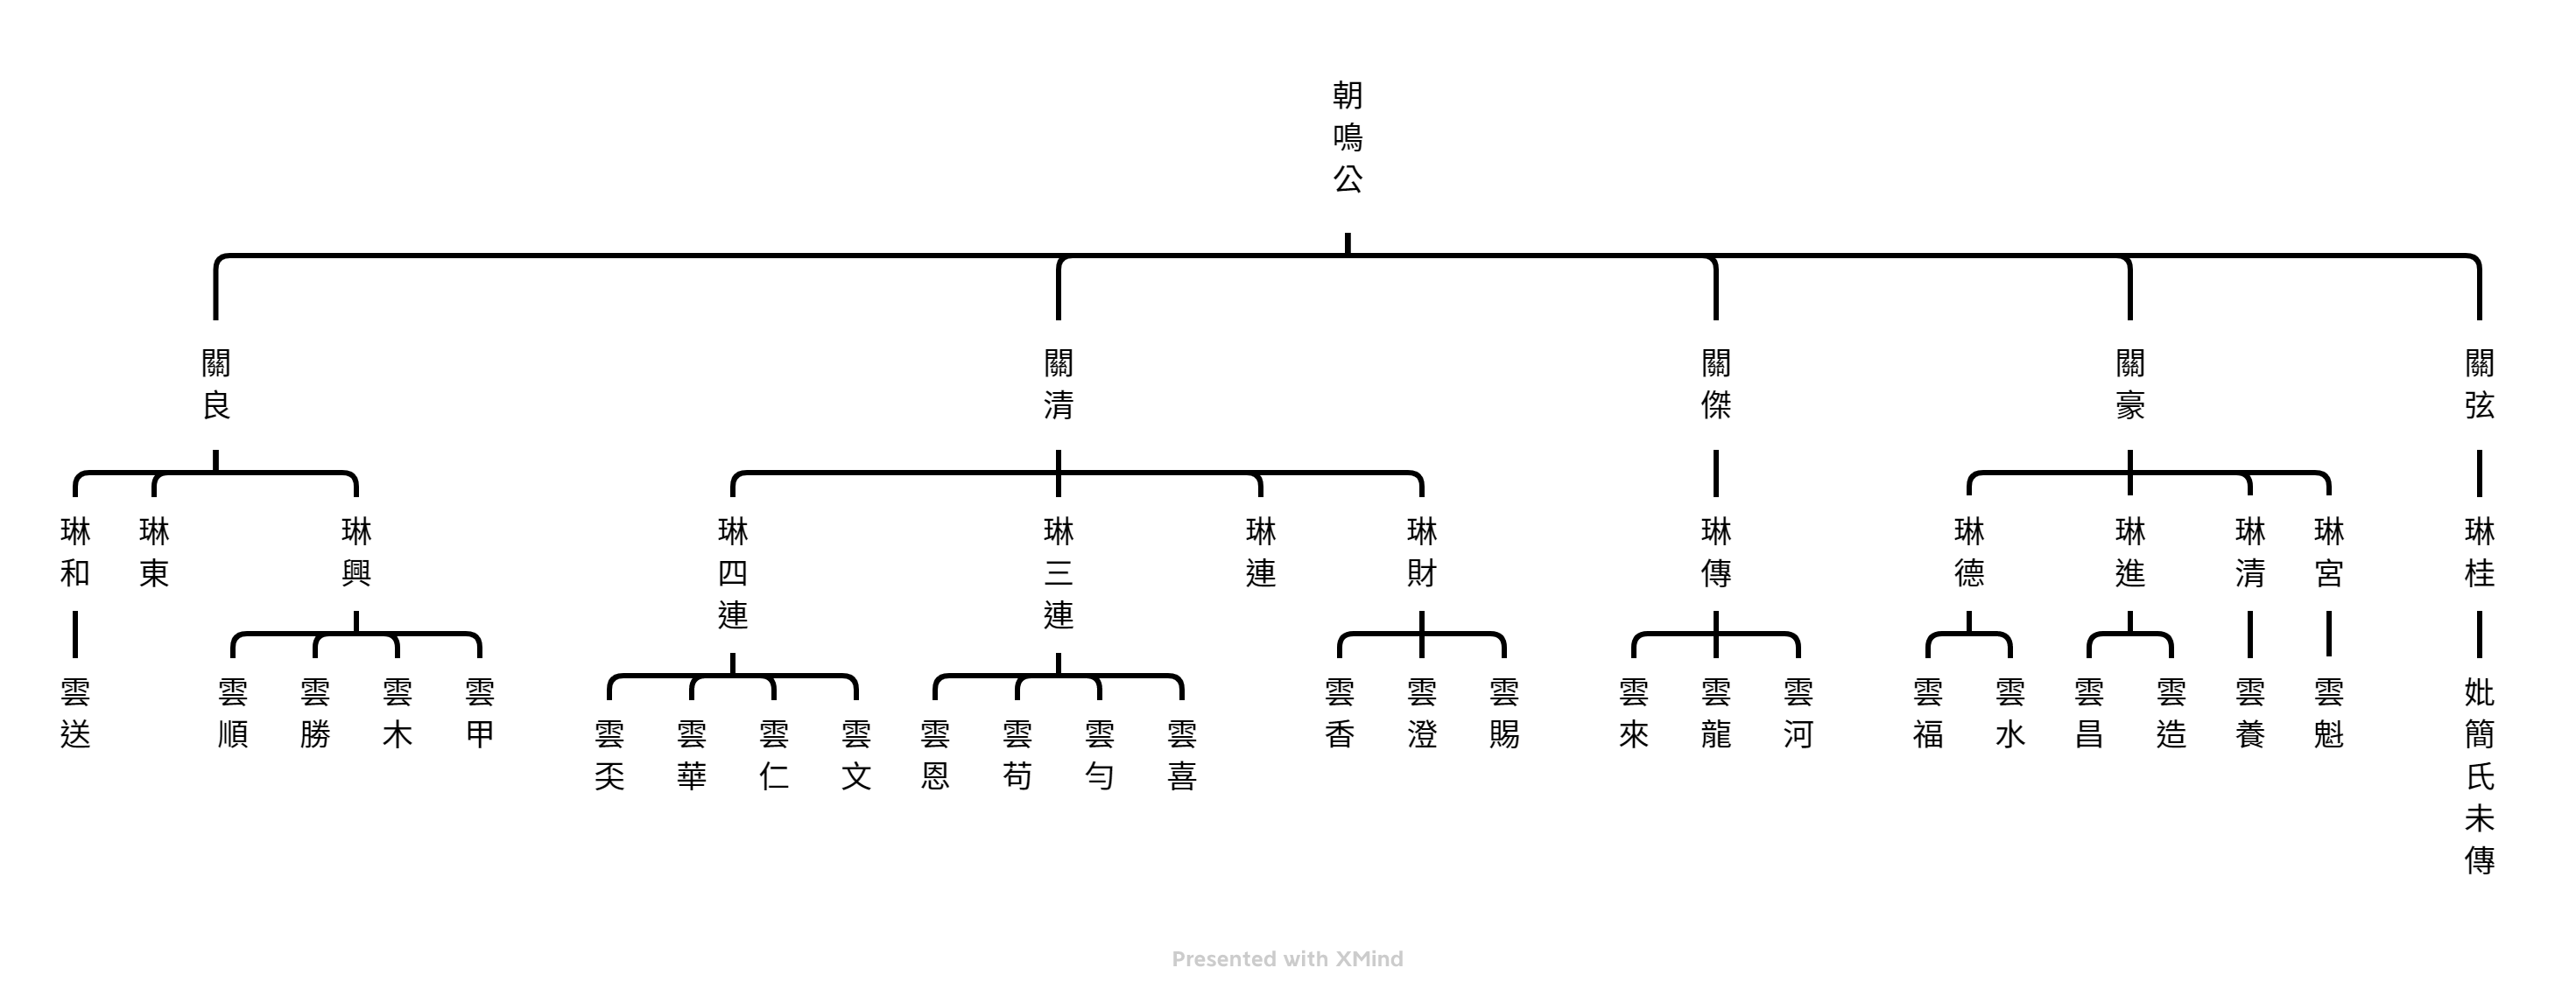 朝鳴公
關良
關清
關傑
關豪
關弦
琳和
琳東
琳興
琳四連
琳三連
琳連
琳財
琳傳
琳德
琳進
琳清
琳宮
琳桂
雲送
雲順
雲勝
雲木
雲甲
雲奀
雲華
雲仁
雲文
雲恩
雲苟
雲勻
雲喜
雲香
雲澄
雲賜
雲來
雲龍
雲河
雲福
雲水
雲昌
雲造
雲養
雲魁
妣簡氏未傳
Presented with XMind